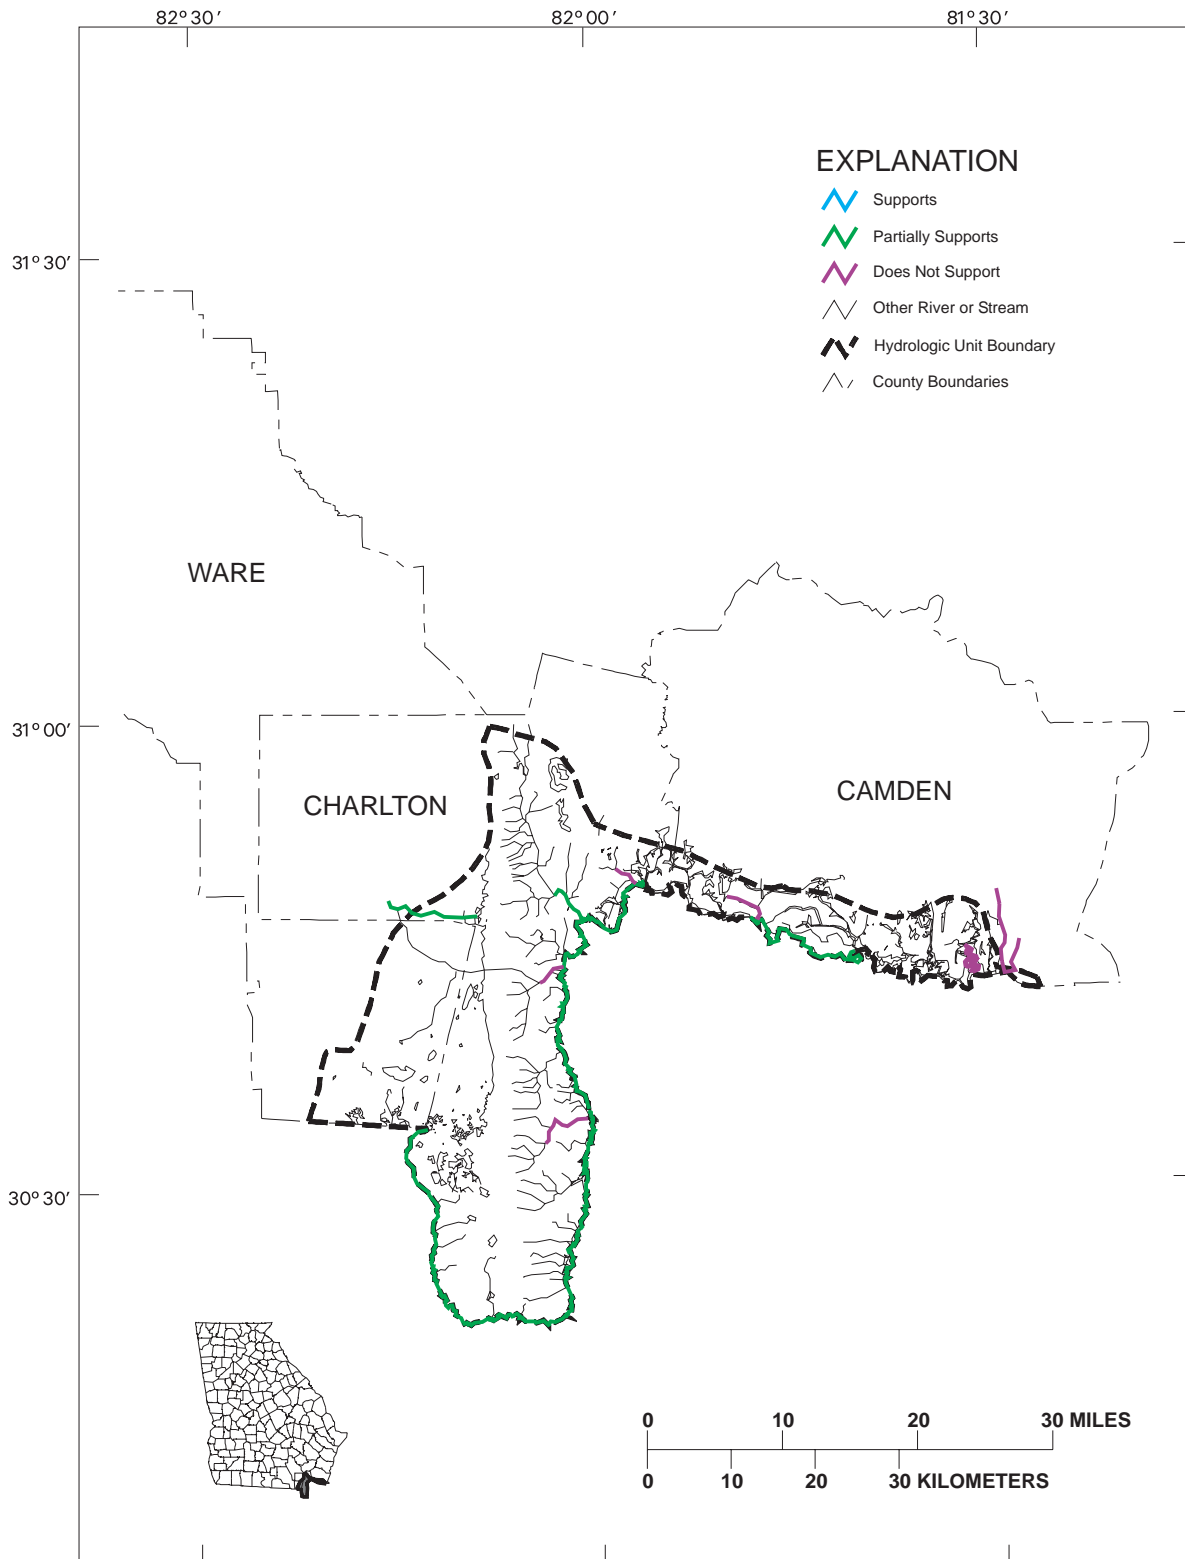 82°30′ 82°00′ 81°30′
EXPLANATION
Supports
Partially Supports
Does Not Support
Other River or Stream
Hydrologic Unit Boundary
County Boundaries
31°30′
WARE
31°00′
CHARLTON
CAMDEN
30°30′
0 10 20 30 MILES
0 10 20 30 KILOMETERS